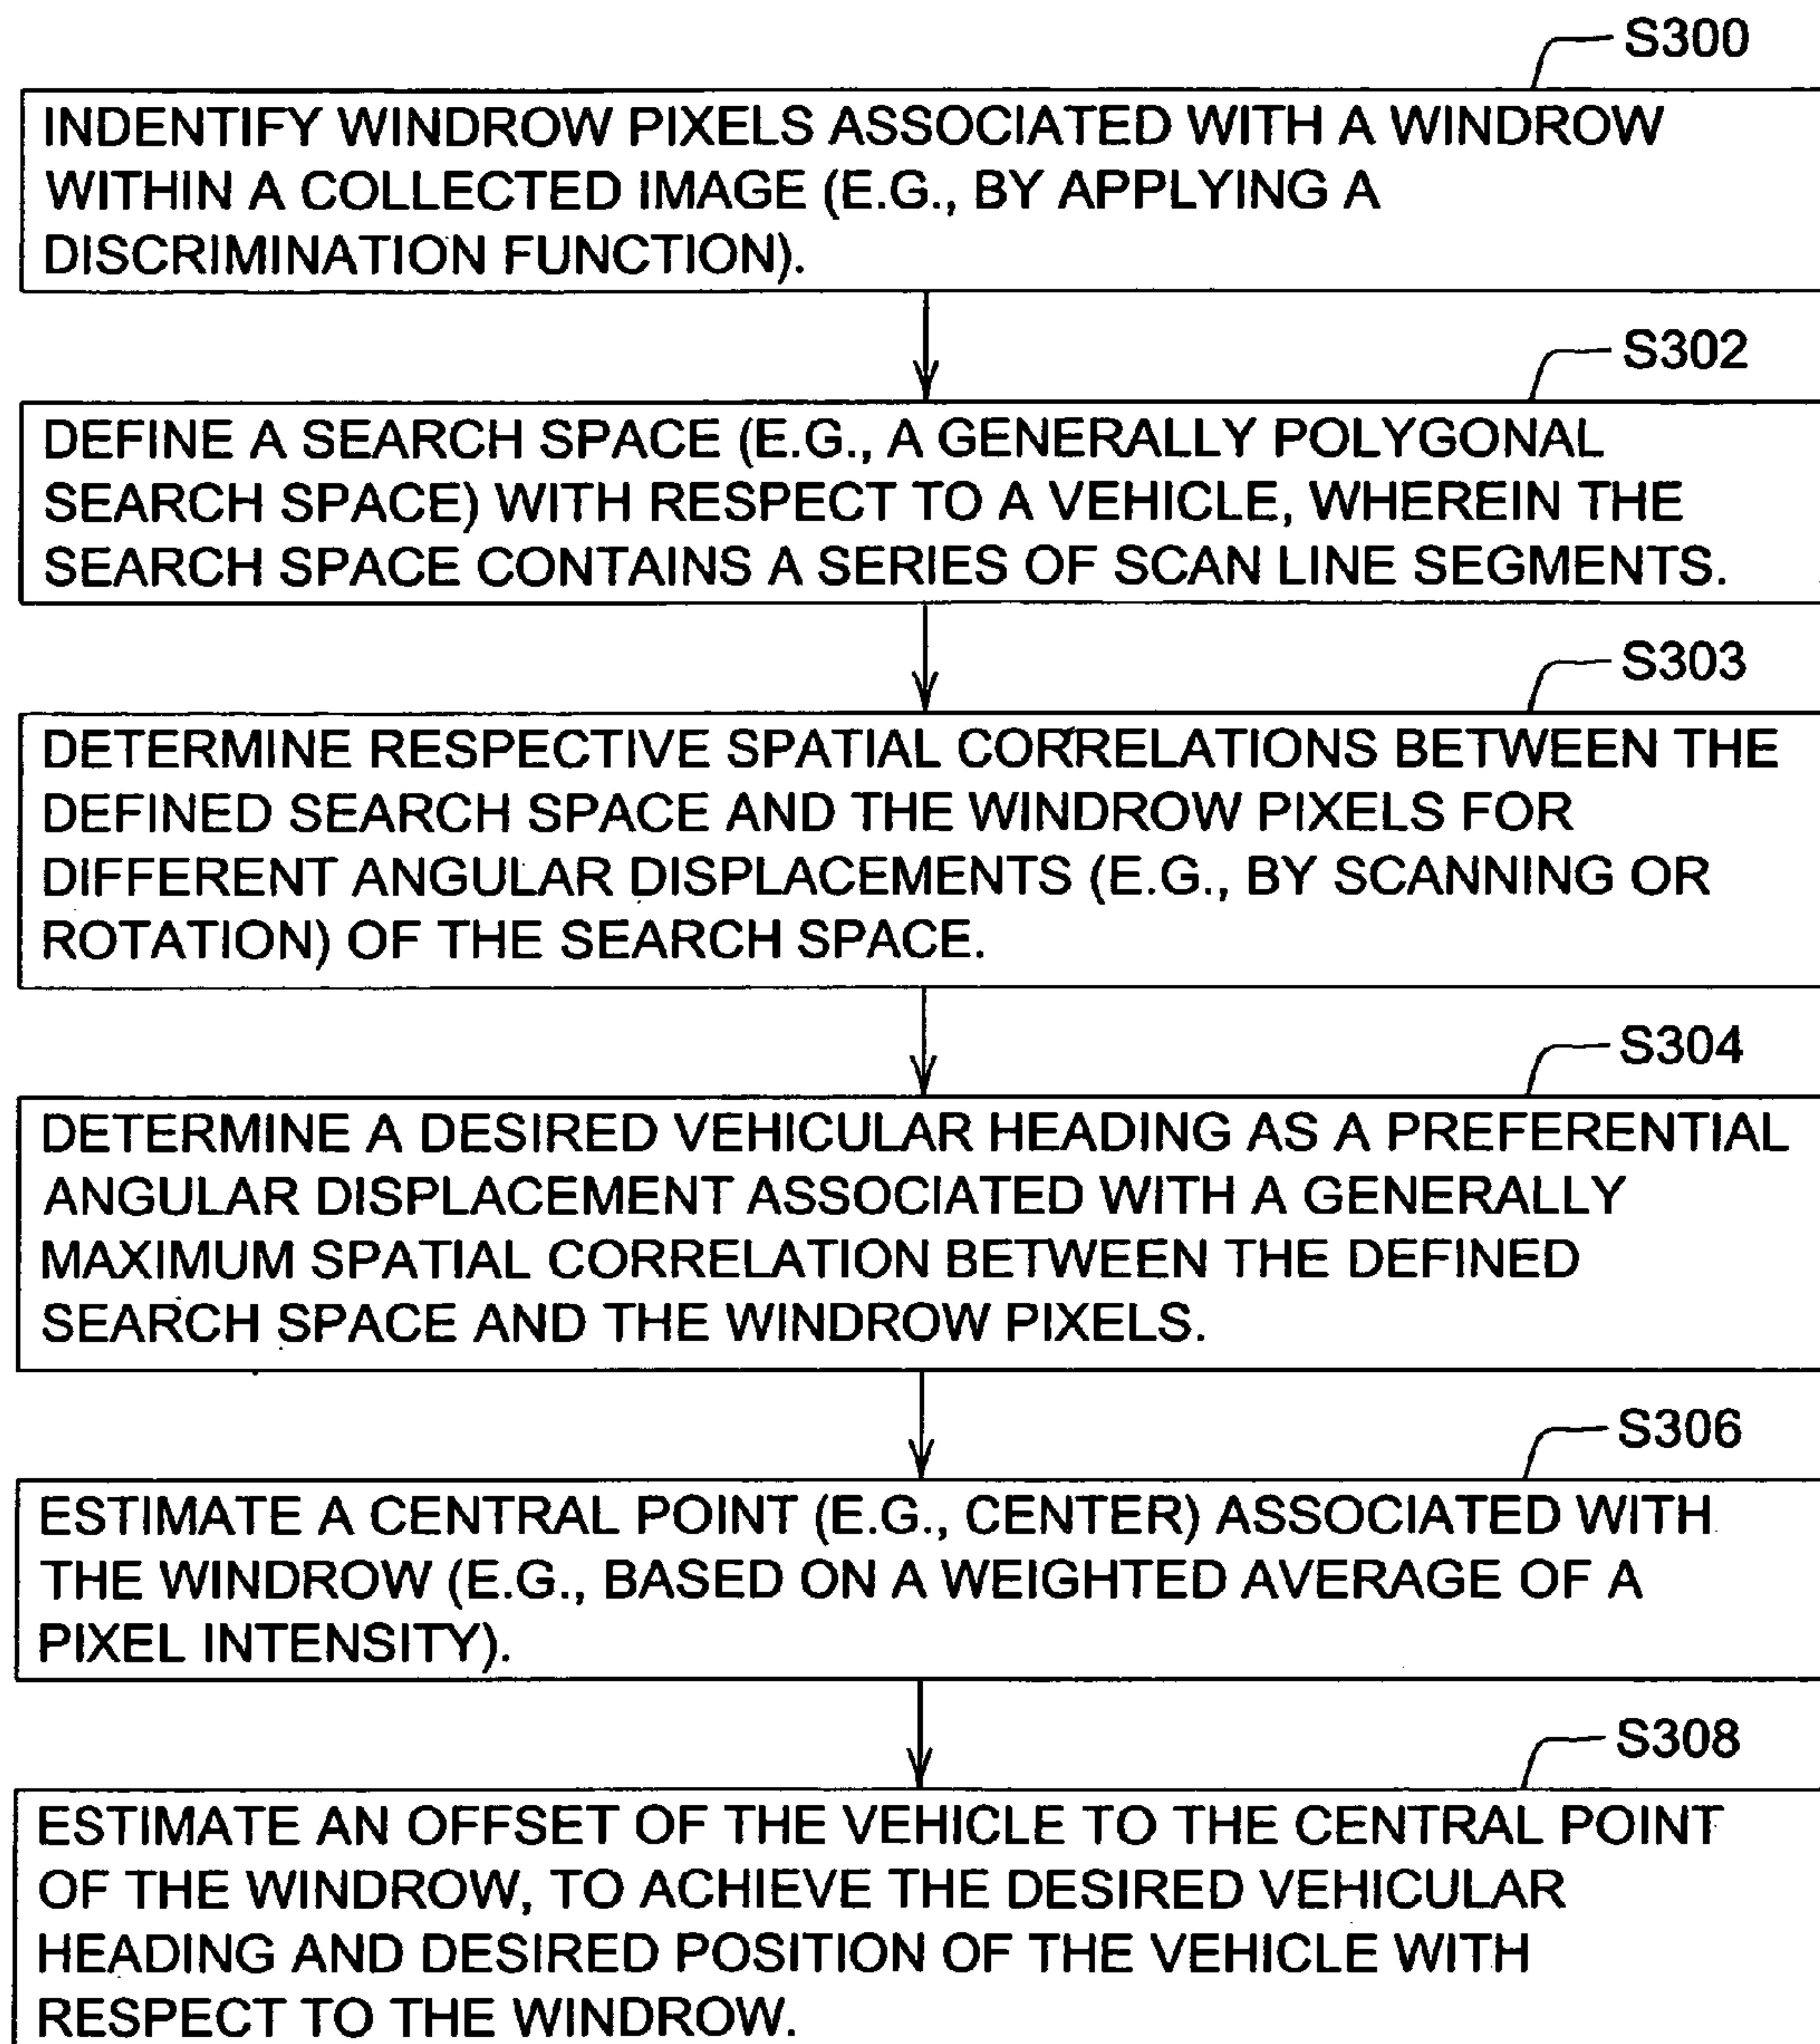 S300
INDENTIFY WINDROW PIXELS ASSOCIATED WITH A WINDROW
WITHIN A COLLECTED IMAGE (E.G., BY APPLYING A
DISCRIMINATION FUNCTION).
S302
DEFINE A SEARCH SPACE (E.G., A GENERALLY POLYGONAL
SEARCH SPACE) WITH RESPECT TO A VEHICLE, WHEREIN THE
SEARCH SPACE CONTAINS A SERIES OF SCAN LINE SEGMENTS.
S303
DETERMINE RESPECTIVE SPATIAL CORRELATIONS BETWEEN THE
DEFINED SEARCH SPACE AND THE WINDROW PIXELS FOR
DIFFERENT ANGULAR DISPLACEMENTS (E.G., BY SCANNING OR
ROTATION) OF THE SEARCH SPACE.
S304
DETERMINE A DESIRED VEHICULAR HEADING AS A PREFERENTIAL
ANGULAR DISPLACEMENT ASSOCIATED WITH A GENERALLY
MAXIMUM SPATIAL CORRELATION BETWEEN THE DEFINED
SEARCH SPACE AND THE WINDROW PIXELS.
S306
ESTIMATE A CENTRAL POINT (E.G., CENTER) ASSOCIATED WITH
THE WINDROW (E.G., BASED ON A WEIGHTED AVERAGE OF A
PIXEL INTENSITY).
S308
ESTIMATE AN OFFSET OF THE VEHICLE TO THE CENTRAL POINT
OF THE WINDROW, TO ACHIEVE THE DESIRED VEHICULAR
HEADING AND DESIRED POSITION OF THE VEHICLE WITH
RESPECT TO THE WINDROW.